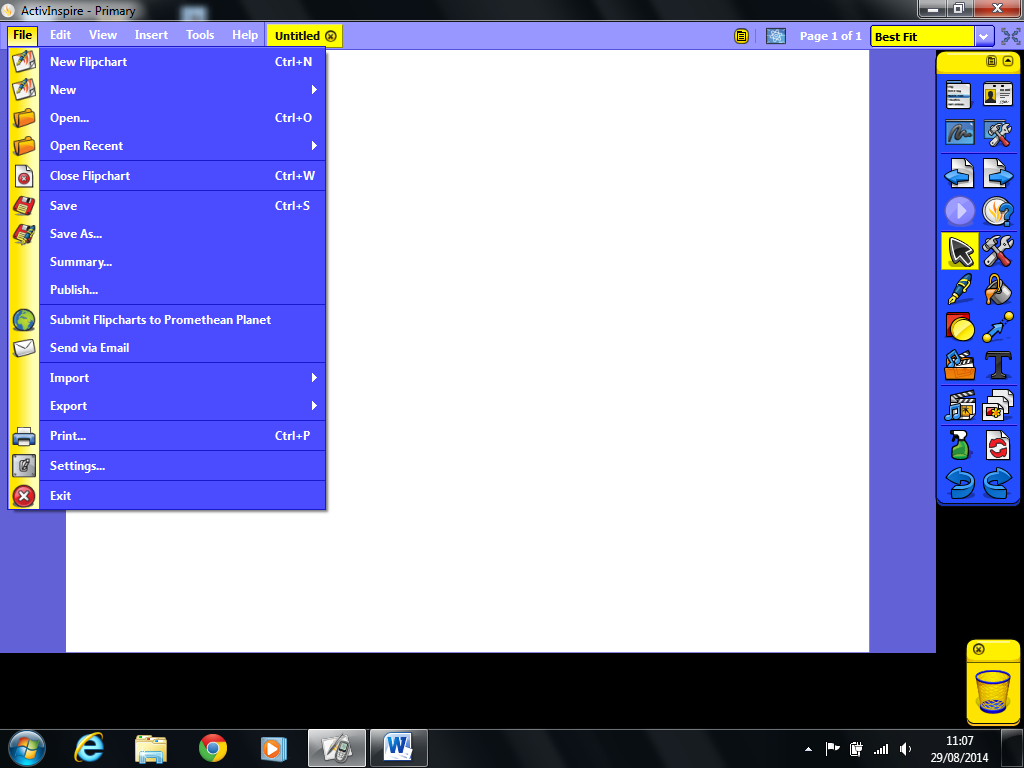 ActivInspire - Primary
File Edit View Insert Tools Help Untitled Page 1 of 1 Best Fit
New Flipchart Ctrl+N
New
Open... Ctrl+O
Open Recent
Close Flipchart Ctrl+W
Save Ctrl+S
Save As...
Summary...
Publish...
Submit Flipcharts to Promethean Planet
Send via Email
Import
Export
Print... Ctrl+P
Settings...
Exit
11:07
29/08/2014